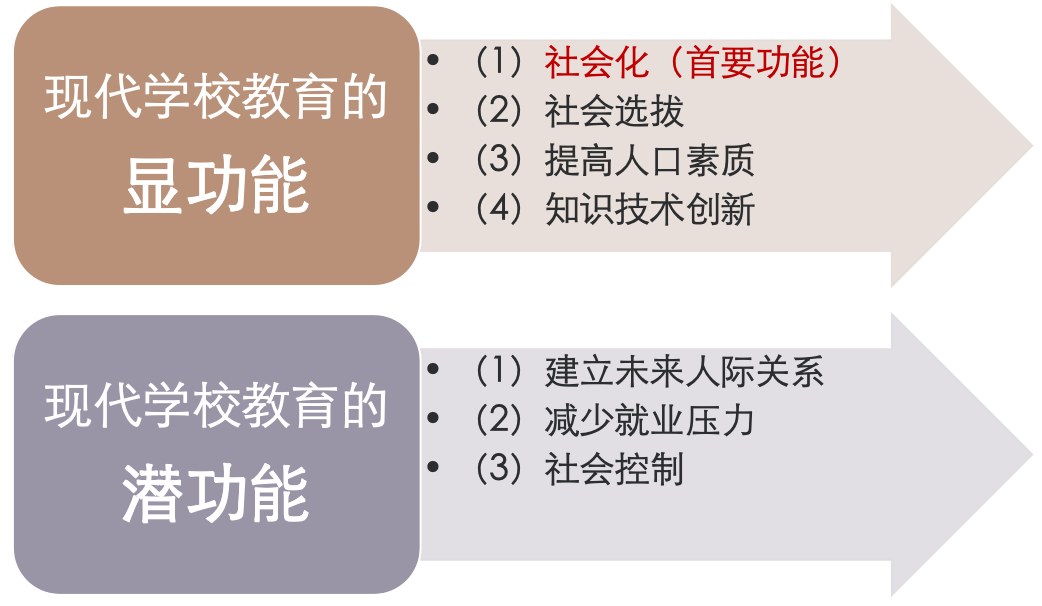 现代学校教育的
显功能
• （1）社会化（首要功能）
• （2）社会选拔
• （3）提高人口素质
• （4）知识技术创新
现代学校教育的
潜功能
• （1）建立未来人际关系
• （2）减少就业压力
• （3）社会控制